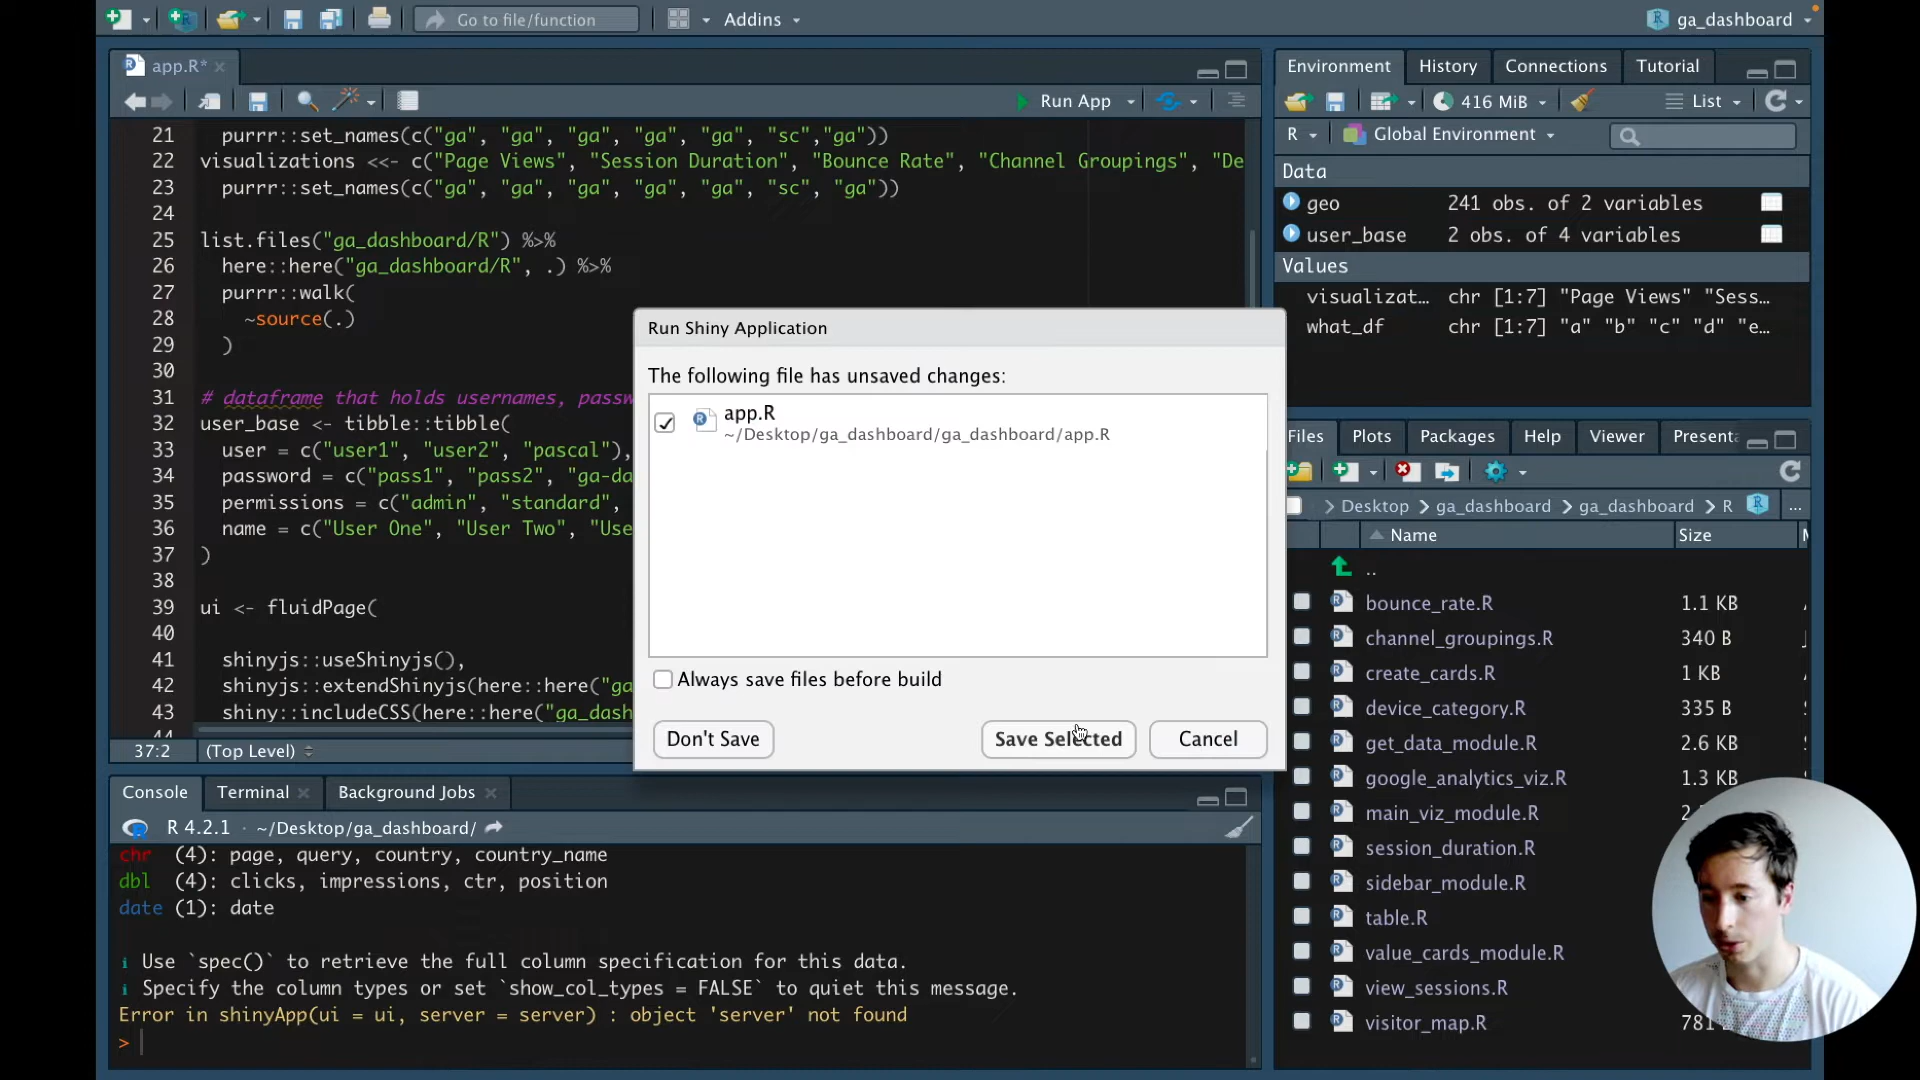 Go to file/function
Addins
ga_dashboard
app.R*
Run App
21 purrr::set_names(c("ga", "ga", "ga", "ga", "ga", "sc","ga"))
22 visualizations <<- c("Page Views", "Session Duration", "Bounce Rate", "Channel Groupings", "De
23 purrr::set_names(c("ga", "ga", "ga", "ga", "ga", "sc", "ga"))
24
25 list.files("ga_dashboard/R") %>%
26 here::here("ga_dashboard/R", .) %>%
27 purrr::walk(
28 ~source(.)
29 )
30
31 # dataframe that holds usernames, passw
32 user_base <- tibble::tibble(
33 user = c("user1", "user2", "pascal"),
34 password = c("pass1", "pass2", "ga-da
35 permissions = c("admin", "standard",
36 name = c("User One", "User Two", "Use
37 )
38
39 ui <- fluidPage(
40
41 shinyjs::useShinyjs(),
42 shinyjs::extendShinyjs(here::here("ga
43 shiny::includeCSS(here::here("ga_dash
44
37:2 (Top Level)
Run Shiny Application
The following file has unsaved changes:
app.R
~/Desktop/ga_dashboard/ga_dashboard/app.R
Always save files before build
Don't Save
Save Selected
Cancel
Console Terminal Background Jobs
R 4.2.1 · ~/Desktop/ga_dashboard/
chr (4): page, query, country, country_name
dbl (4): clicks, impressions, ctr, position
date (1): date
i Use `spec()` to retrieve the full column specification for this data.
i Specify the column types or set `show_col_types = FALSE` to quiet this message.
Error in shinyApp(ui = ui, server = server) : object 'server' not found
>
Environment History Connections Tutorial
416 MiB List
R Global Environment
Data
geo 241 obs. of 2 variables
user_base 2 obs. of 4 variables
Values
visualizat… chr [1:7] "Page Views" "Sess…
what_df chr [1:7] "a" "b" "c" "d" "e…
Files Plots Packages Help Viewer Presenta
Desktop ga_dashboard ga_dashboard R ...
Name Size
..
bounce_rate.R 1.1 KB
channel_groupings.R 340 B
create_cards.R 1 KB
device_category.R 335 B
get_data_module.R 2.6 KB
google_analytics_viz.R 1.3 KB
main_viz_module.R 2.
session_duration.R
sidebar_module.R
table.R
value_cards_module.R
view_sessions.R
visitor_map.R 781